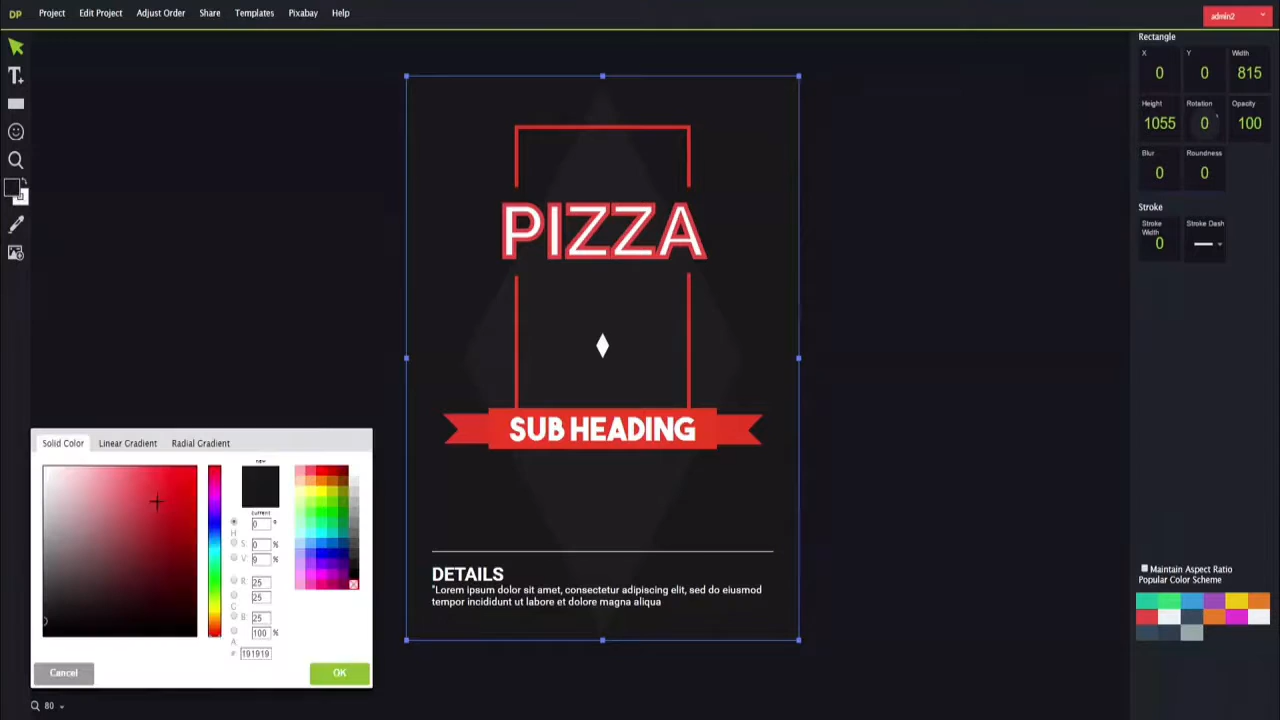 DP Project Edit Project Adjust Order Share Templates Pixabay Help
admin2
Rectangle
X Y Width
0 0 815
Height Rotation Opacity
1055 0 100
Blur Roundness
0 0
Stroke
Stroke Width Stroke Dash
0
T+
PIZZA
SUB HEADING
DETAILS
"Lorem ipsum dolor sit amet, consectetur adipiscing elit, sed do eiusmod
tempor incididunt ut labore et dolore magna aliqua
Solid Color Linear Gradient Radial Gradient
new
current
H 0 °
S: 0 %
V: 9 %
R: 25
G 25
B: 25
A 100 %
# 191919
Cancel OK
Maintain Aspect Ratio
Popular Color Scheme
80